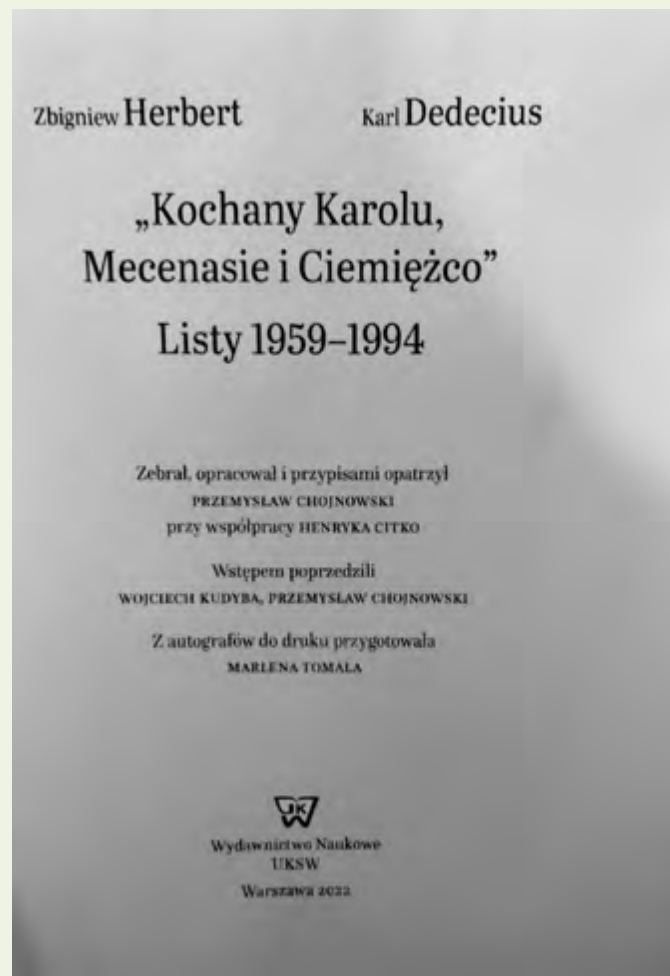 Zbigniew Herbert Karl Dedecius
„Kochany Karolu,
Mecenasie i Ciemiężco”
Listy 1959–1994
Zebrał, opracował i przypisami opatrzył
PRZEMYSŁAW CHOJNOWSKI
przy współpracy HENRYKA CITKO
Wstępem poprzedzili
WOJCIECH KUDYBA, PRZEMYSŁAW CHOJNOWSKI
Z autografów do druku przygotowała
MARLENA TOMALA
Wydawnictwo Naukowe
UKSW
Warszawa 2022